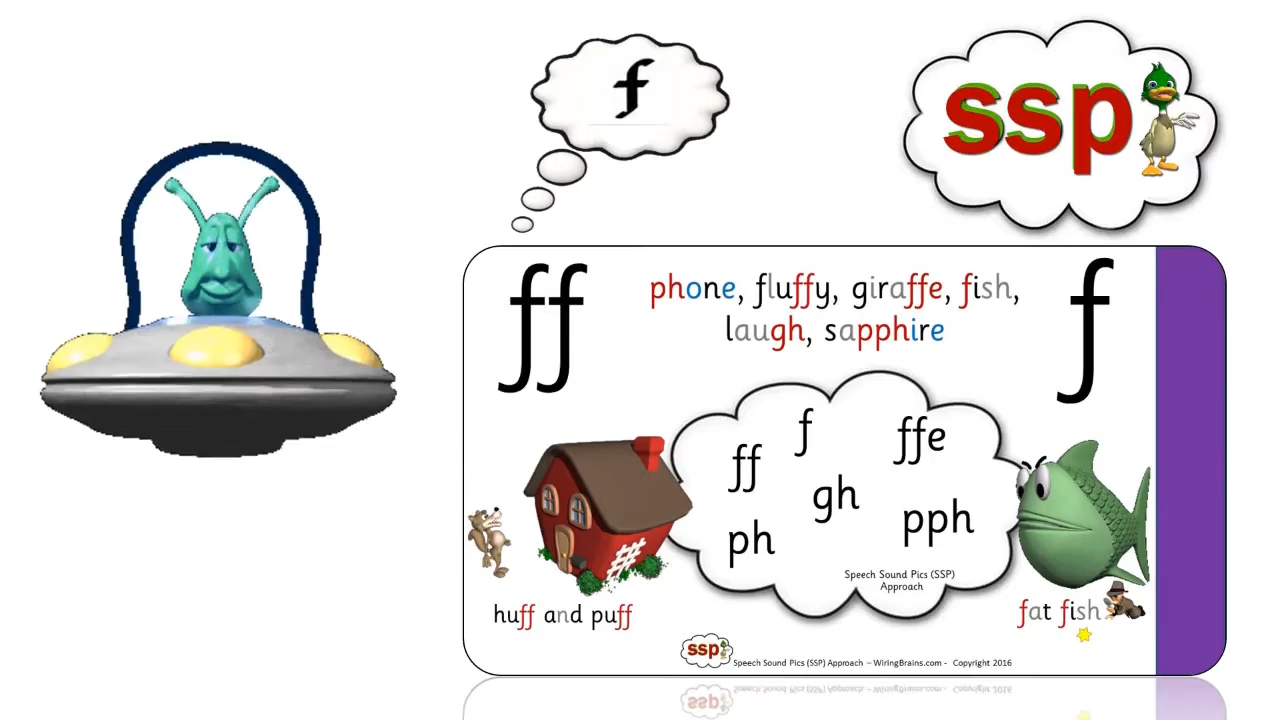 f
ssp
ff
phone, fluffy, giraffe, fish,
laugh, sapphire
f
f
ff
ffe
gh
ph
pph
Speech Sound Pics (SSP)
Approach
huff and puff
fat fish
ssp
Speech Sound Pics (SSP) Approach – WiringBrains.com - Copyright 2016